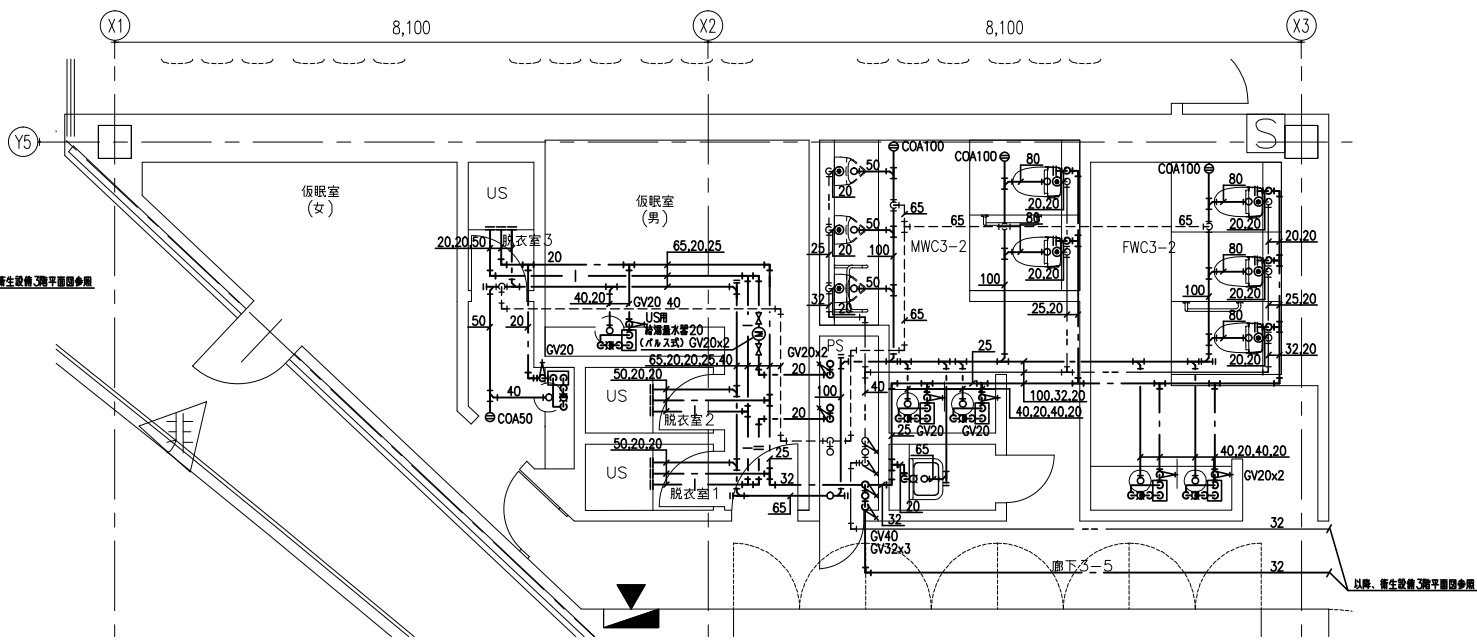 X1
8,100
X2
8,100
X3
Y5
S
COA100
COA100
COA100
仮眠室
(女)
US
仮眠室
(男)
50
80
80
20
20,20
20,20
65
65
65
80
50
MWC3-2
FWC3-2
20,20,50
脱衣室3
65,20,25
25
20
100
20,20
20
80
衛生設備3階平面図参照
50
100
100
20,20
40,20
GV20
40
32
20
25,20
25,20
US用
給湯量水器20
(パルス式)
GV20x2
50
20
65
80
PS
GV20
65,20,20,25,40
GV20x2
25
20,20
32,20
50,20,20
20
40
100
100,32,20
40
US
40,20,40,20
COA50
脱衣室2
20
25
GV20
GV20
50,20,20
25
65
40,20,40,20
US
32
GV20x2
脱衣室1
65
20
32
GV40
GV32x3
32
廊下3-5
32
以降、衛生設備3階平面図参照